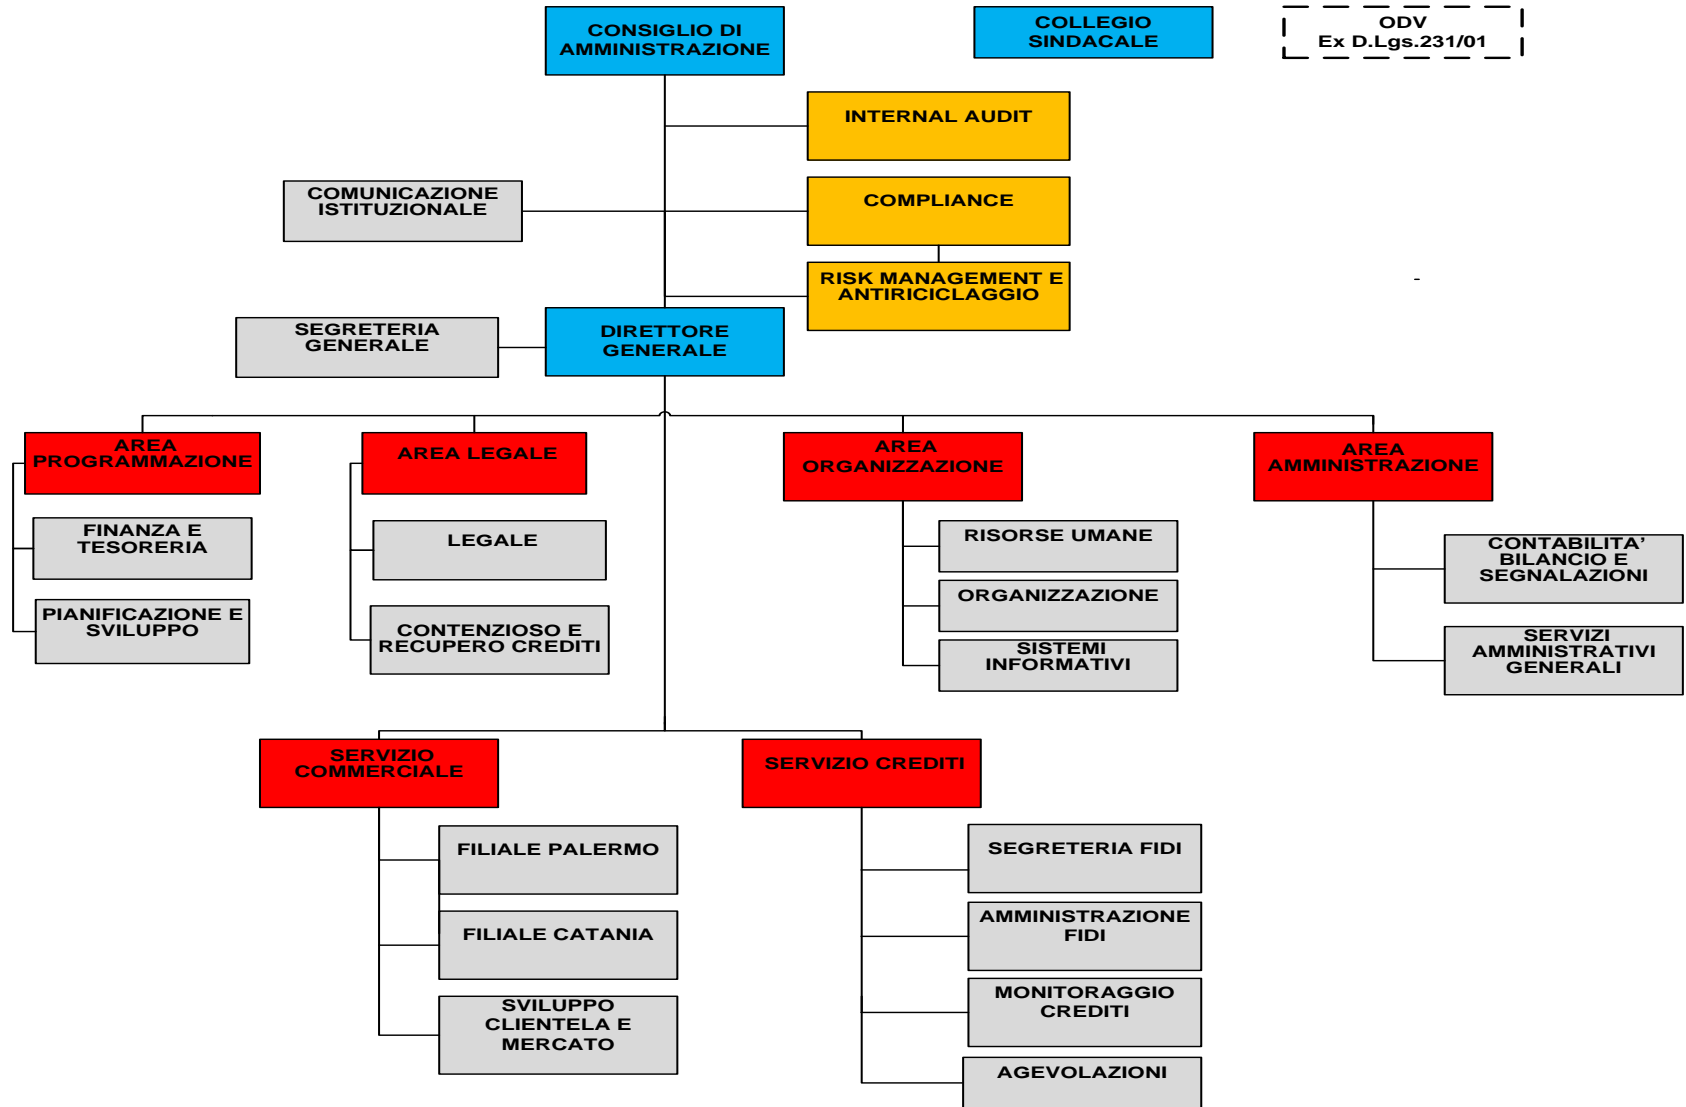 CONSIGLIO DI
AMMINISTRAZIONE
COLLEGIO
SINDACALE
ODV
Ex D.Lgs.231/01
INTERNAL AUDIT
COMUNICAZIONE
ISTITUZIONALE
COMPLIANCE
RISK MANAGEMENT E
ANTIRICICLAGGIO
-
SEGRETERIA
GENERALE
DIRETTORE
GENERALE
AREA
PROGRAMMAZIONE
AREA LEGALE
AREA
ORGANIZZAZIONE
AREA
AMMINISTRAZIONE
FINANZA E
TESORERIA
LEGALE
RISORSE UMANE
CONTABILITA'
BILANCIO E
SEGNALAZIONI
PIANIFICAZIONE E
SVILUPPO
CONTENZIOSO E
RECUPERO CREDITI
ORGANIZZAZIONE
SISTEMI
INFORMATIVI
SERVIZI
AMMINISTRATIVI
GENERALI
SERVIZIO
COMMERCIALE
SERVIZIO CREDITI
FILIALE PALERMO
FILIALE CATANIA
SVILUPPO
CLIENTELA E
MERCATO
SEGRETERIA FIDI
AMMINISTRAZIONE
FIDI
MONITORAGGIO
CREDITI
AGEVOLAZIONI